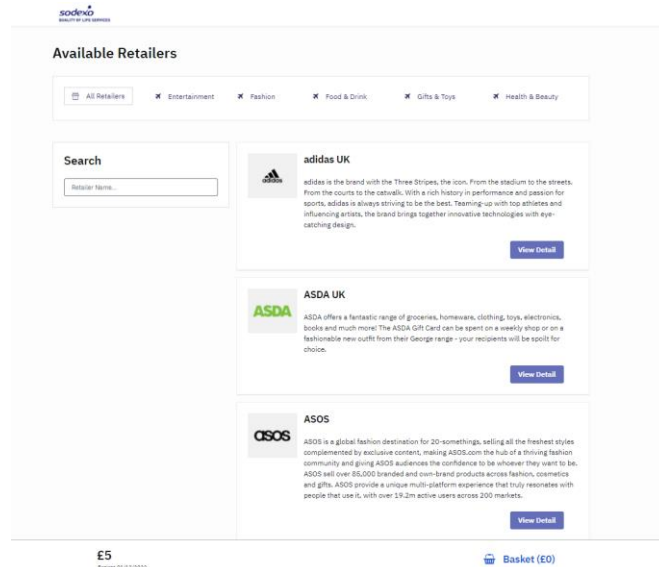 sodexo
QUALITY OF LIFE SERVICES
Available Retailers
All Retailers
Entertainment
Fashion
Food & Drink
Gifts & Toys
Health & Beauty
Search
Retailer Name...
adidas
adidas UK
adidas is the brand with the Three Stripes, the icon. From the stadium to the streets.
From the courts to the catwalk. With a rich history in performance and passion for
sports, adidas is always striving to be the best. Teaming-up with top athletes and
influencing artists, the brand brings together innovative technologies with eye-
catching design.
View Detail
ASDA
ASDA UK
ASDA offers a fantastic range of groceries, homeware, clothing, toys, electronics,
books and much more! The ASDA Gift Card can be spent on a weekly shop or on a
fashionable new outfit from their George range - your recipients will be spoilt for
choice.
View Detail
asos
ASOS
ASOS is a global fashion destination for 20-somethings, selling all the freshest styles
complemented by exclusive content, making ASOS.com the hub of a thriving fashion
community and giving ASOS audiences the confidence to be whoever they want to be.
ASOS sell over 85,000 branded and own-brand products across fashion, cosmetics
and gifts. ASOS provide a unique multi-platform experience that truly resonates with
people that use it, with over 19.2m active users across 200 markets.
View Detail
£5
Basket (£0)